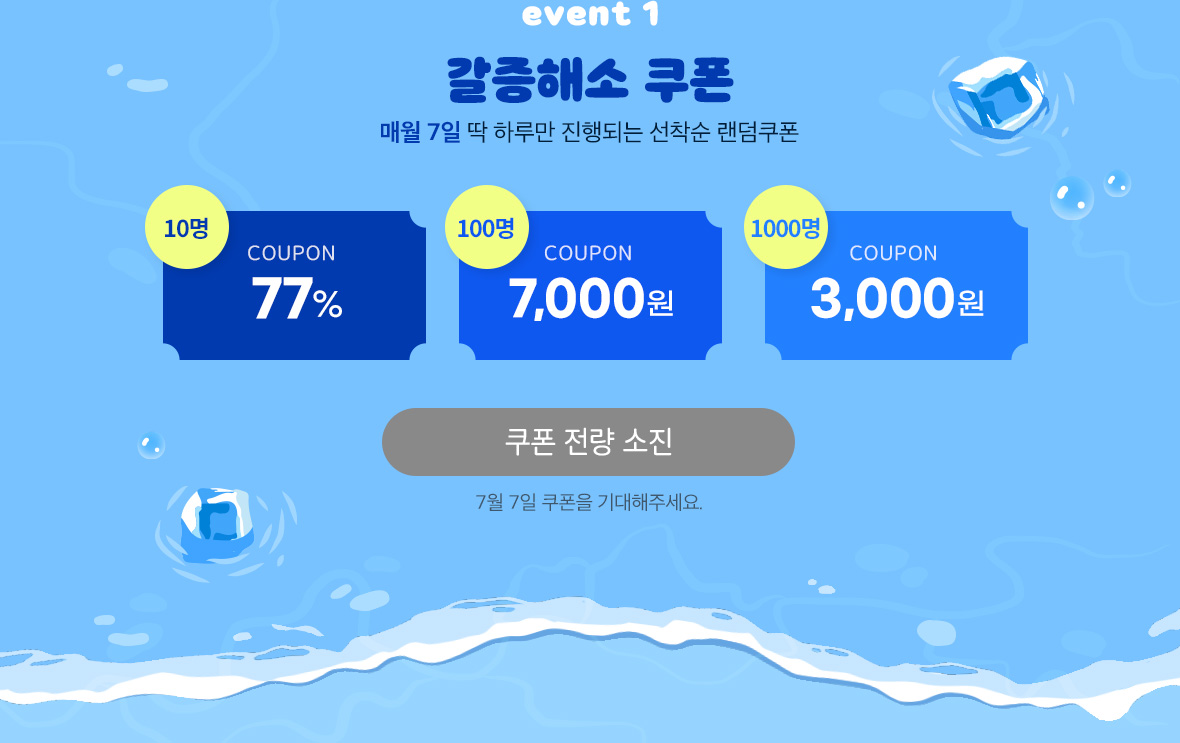 event 1
갈증해소 쿠폰
매월 7일 딱 하루만 진행되는 선착순 랜덤쿠폰
10명
COUPON
77%
100명
COUPON
7,000원
1000명
COUPON
3,000원
쿠폰 전량 소진
7월 7일 쿠폰을 기대해주세요.